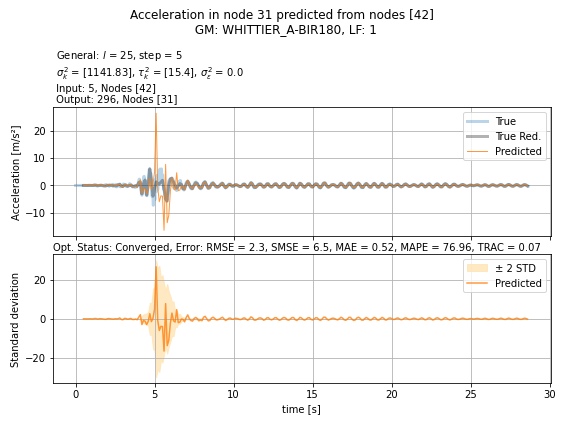 Acceleration in node 31 predicted from nodes [42]
GM: WHITTIER_A-BIR180, LF: 1
General: l = 25, step = 5
σ²ₖ = [1141.83], τ²ₖ = [15.4], σ²_ε = 0.0
Input: 5, Nodes [42]
Output: 296, Nodes [31]
Acceleration [m/s²]
20
10
0
−10
True
True Red.
Predicted
Opt. Status: Converged, Error: RMSE = 2.3, SMSE = 6.5, MAE = 0.52, MAPE = 76.96, TRAC = 0.07
Standard deviation
20
0
−20
± 2 STD
Predicted
0 5 10 15 20 25 30
time [s]